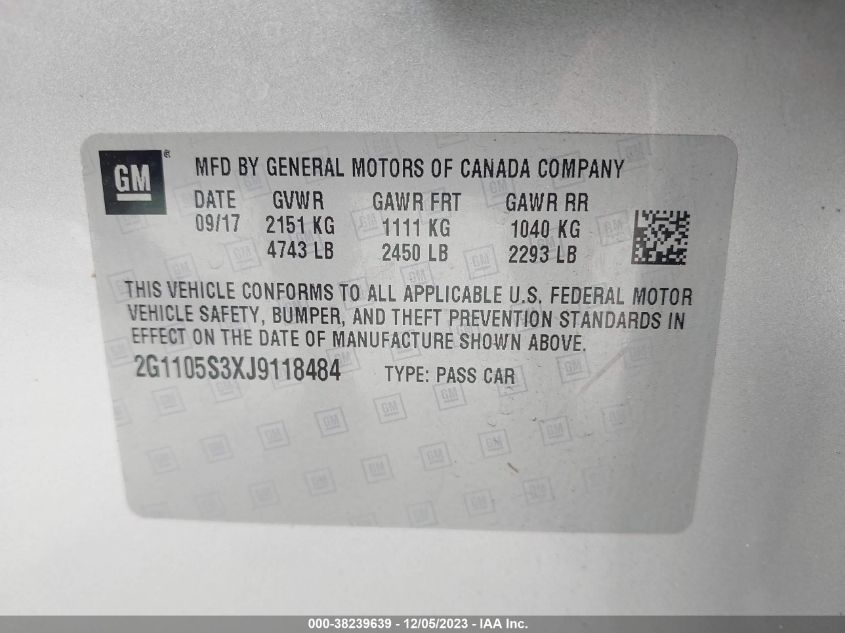 GM ®
MFD BY GENERAL MOTORS OF CANADA COMPANY
DATE GVWR GAWR FRT GAWR RR
09/17 2151 KG 1111 KG 1040 KG
4743 LB 2450 LB 2293 LB
THIS VEHICLE CONFORMS TO ALL APPLICABLE U.S. FEDERAL MOTOR
VEHICLE SAFETY, BUMPER, AND THEFT PREVENTION STANDARDS IN
EFFECT ON THE DATE OF MANUFACTURE SHOWN ABOVE.
2G1105S3XJ9118484 TYPE: PASS CAR
000-38239639 - 12/05/2023 - IAA Inc.